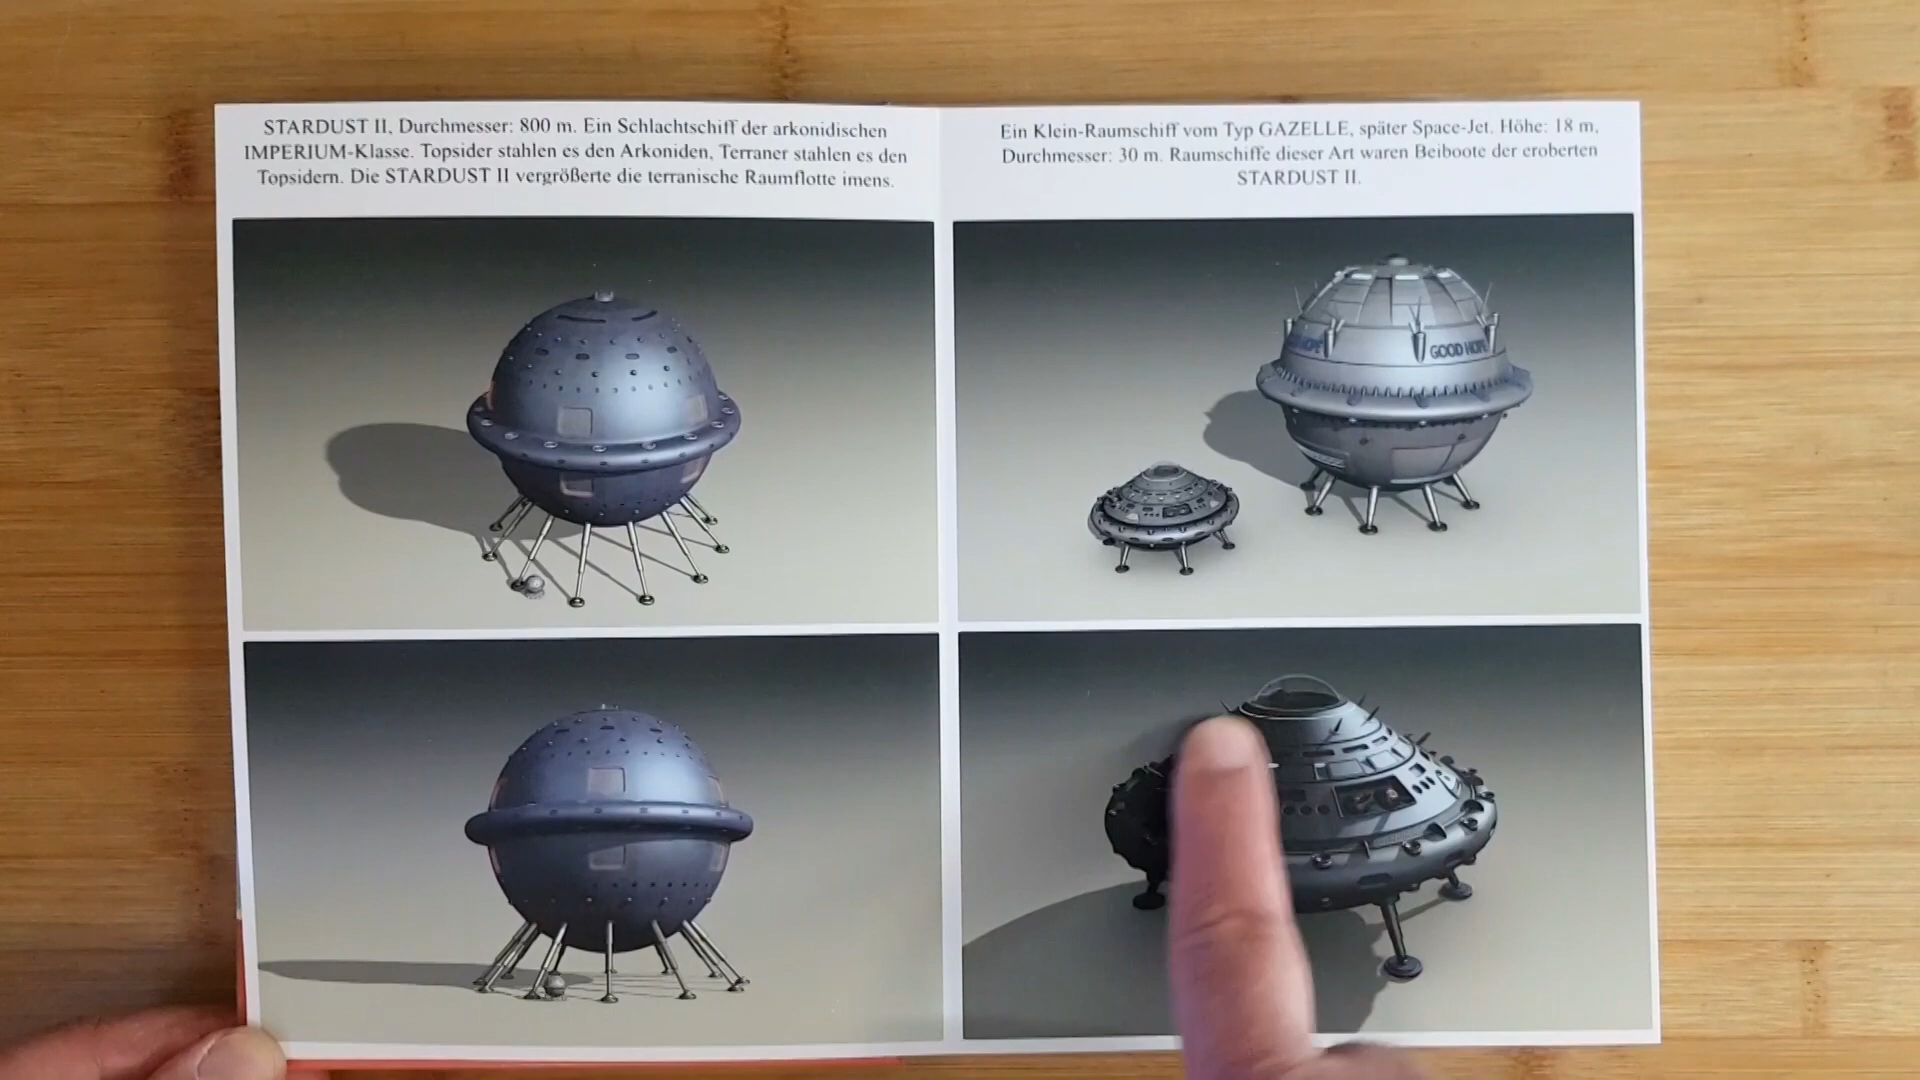 STARDUST II, Durchmesser: 800 m. Ein Schlachtschiff der arkonidischen
IMPERIUM-Klasse. Topsider stahlen es den Arkoniden, Terraner stahlen es den
Topsidern. Die STARDUST II vergrößerte die terranische Raumflotte imens.
Ein Klein-Raumschiff vom Typ GAZELLE, später Space-Jet. Höhe: 18 m,
Durchmesser: 30 m. Raumschiffe dieser Art waren Beiboote der eroberten
STARDUST II.
GOOD HOPE